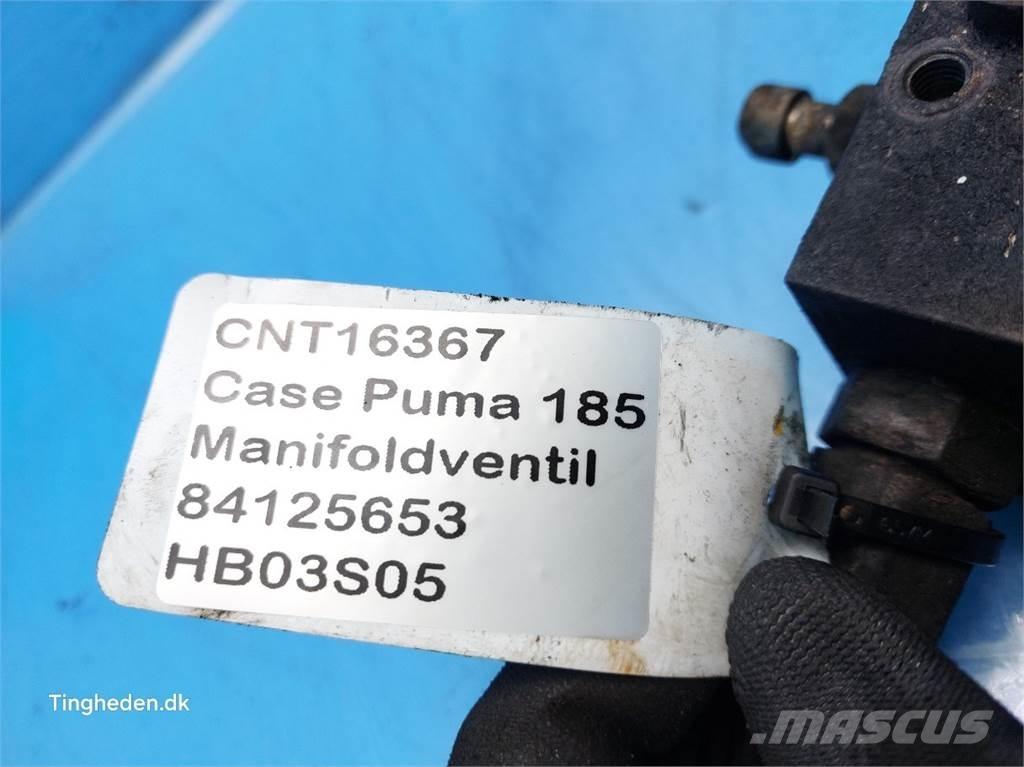 CNT16367
Case Puma 185
Manifoldventil
84125653
HB03S05
Tingheden.dk
MASCUS